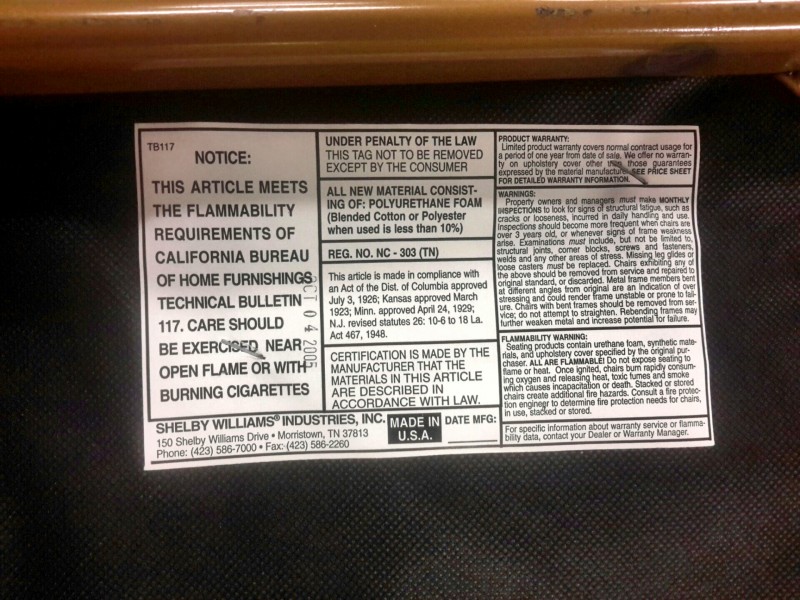 TB117
NOTICE:
THIS ARTICLE MEETS
THE FLAMMABILITY
REQUIREMENTS OF
CALIFORNIA BUREAU
OF HOME FURNISHINGS
TECHNICAL BULLETIN
117. CARE SHOULD
BE EXERCISED NEAR
OPEN FLAME OR WITH
BURNING CIGARETTES
OCT 04 2005
UNDER PENALTY OF THE LAW
THIS TAG NOT TO BE REMOVED
EXCEPT BY THE CONSUMER
ALL NEW MATERIAL CONSIST-
ING OF: POLYURETHANE FOAM
(Blended Cotton or Polyester
when used is less than 10%)
REG. NO. NC - 303 (TN)
This article is made in compliance with
an Act of the Dist. of Columbia approved
July 3, 1926; Kansas approved March
1923; Minn. approved April 24, 1929;
N.J. revised statutes 26: 10-6 to 18 La.
Act 467, 1948.
CERTIFICATION IS MADE BY THE
MANUFACTURER THAT THE
MATERIALS IN THIS ARTICLE
ARE DESCRIBED IN
ACCORDANCE WITH LAW.
PRODUCT WARRANTY:
Limited product warranty covers normal contract usage for
a period of one year from date of sale. We offer no warran-
ty on upholstery cover other than those guarantees
expressed by the material manufacture. SEE PRICE SHEET
FOR DETAILED WARRANTY INFORMATION.
WARNINGS:
Property owners and managers must make MONTHLY
INSPECTIONS to look for signs of structural fatigue, such as
cracks or looseness, incurred in daily handling and use.
Inspections should become more frequent when chairs are
over 3 years old, or whenever signs of frame weakness
arise. Examinations must include, but not be limited to,
structural joints, corner blocks, screws and fasteners,
welds and any other areas of stress. Missing leg glides or
loose casters must be replaced. Chairs exhibiting any of
the above should be removed from service and repaired to
original standard, or discarded. Metal frame members bent
at different angles from original are an indication of over
stressing and could render frame unstable or prone to fail-
ure. Chairs with bent frames should be removed from ser-
vice; do not attempt to straighten. Rebending frames may
further weaken metal and increase potential for failure.
FLAMMABILITY WARNING:
Seating products contain urethane foam, synthetic mate-
rials, and upholstery cover specified by the original pur-
chaser. ALL ARE FLAMMABLE! Do not expose seating to
flame or heat. Once ignited, chairs burn rapidly consum-
ing oxygen and releasing heat, toxic fumes and smoke
which causes incapacitation or death. Stacked or stored
chairs create additional fire hazards. Consult a fire protec-
tion engineer to determine fire protection needs for chairs,
in use, stacked or stored.
For specific information about warranty service or flamma-
bility data, contact your Dealer or Warranty Manager.
SHELBY WILLIAMS® INDUSTRIES, INC.
150 Shelby Williams Drive • Morristown, TN 37813
Phone: (423) 586-7000 • Fax: (423) 586-2260
MADE IN
U.S.A.
DATE MFG: